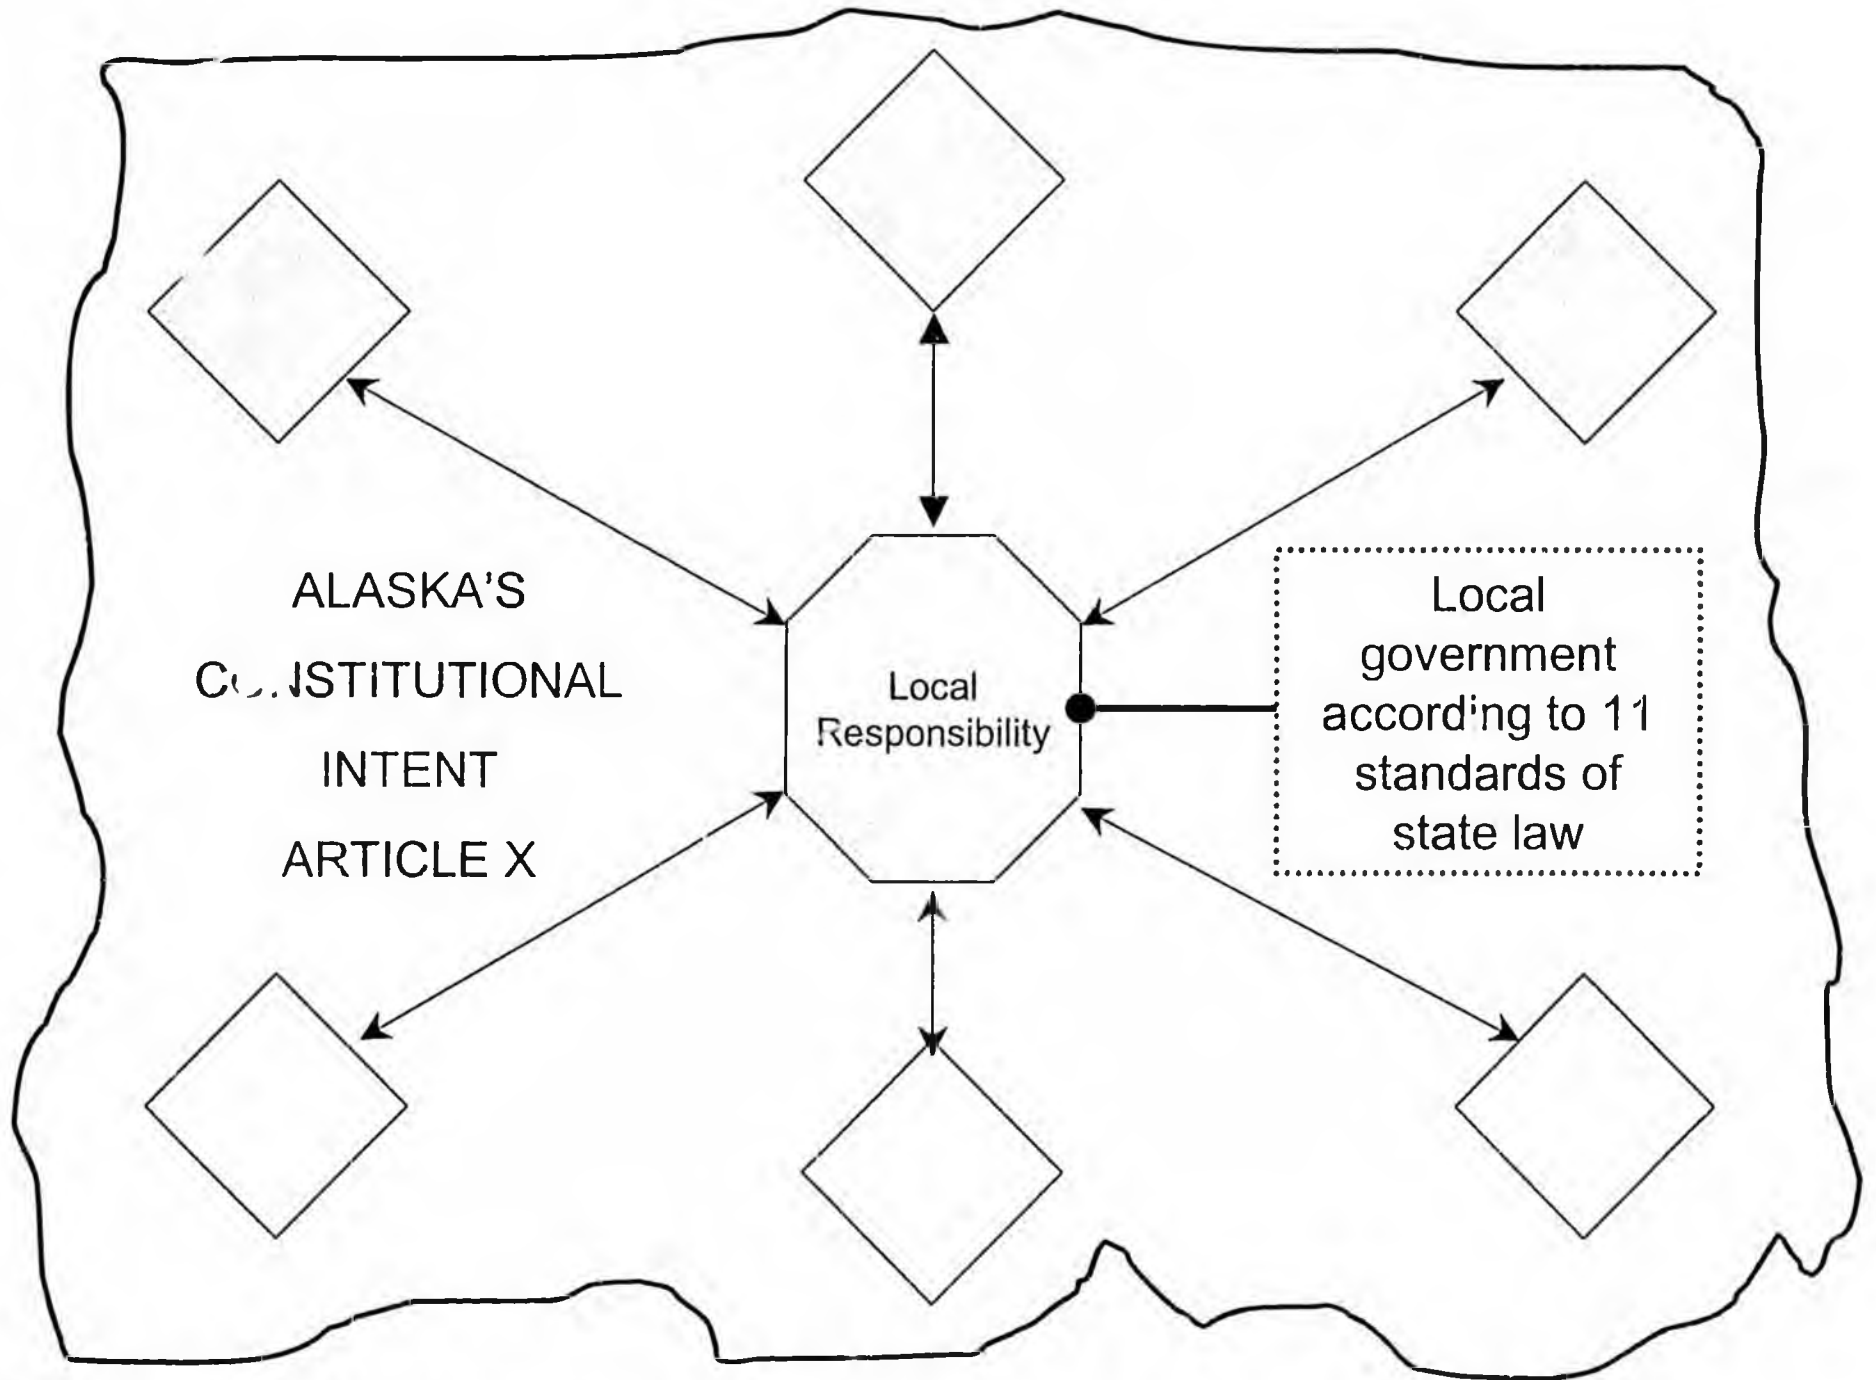 ALASKA'S
CONSTITUTIONAL
INTENT
ARTICLE X
Local
Responsibility
Local
government
according to 11
standards of
state law